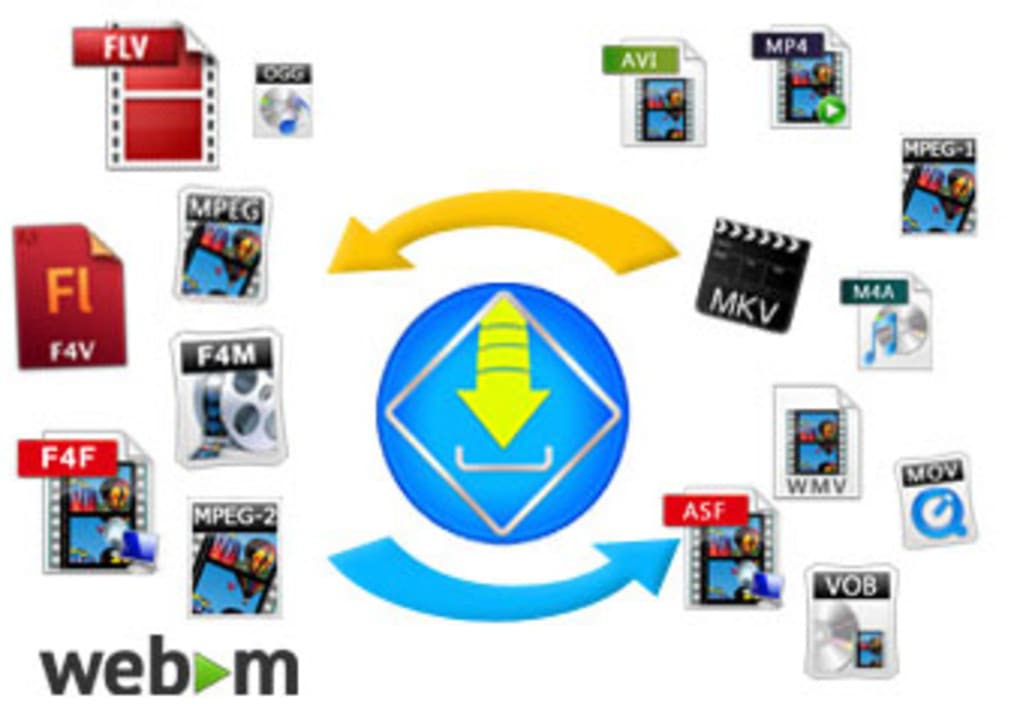 FLV
OGG
AVI
MP4
MPEG-1
MPEG
Fl
F4V
MKV
M4A
F4M
WMV
MOV
F4F
MPEG-2
ASF
VOB
webm